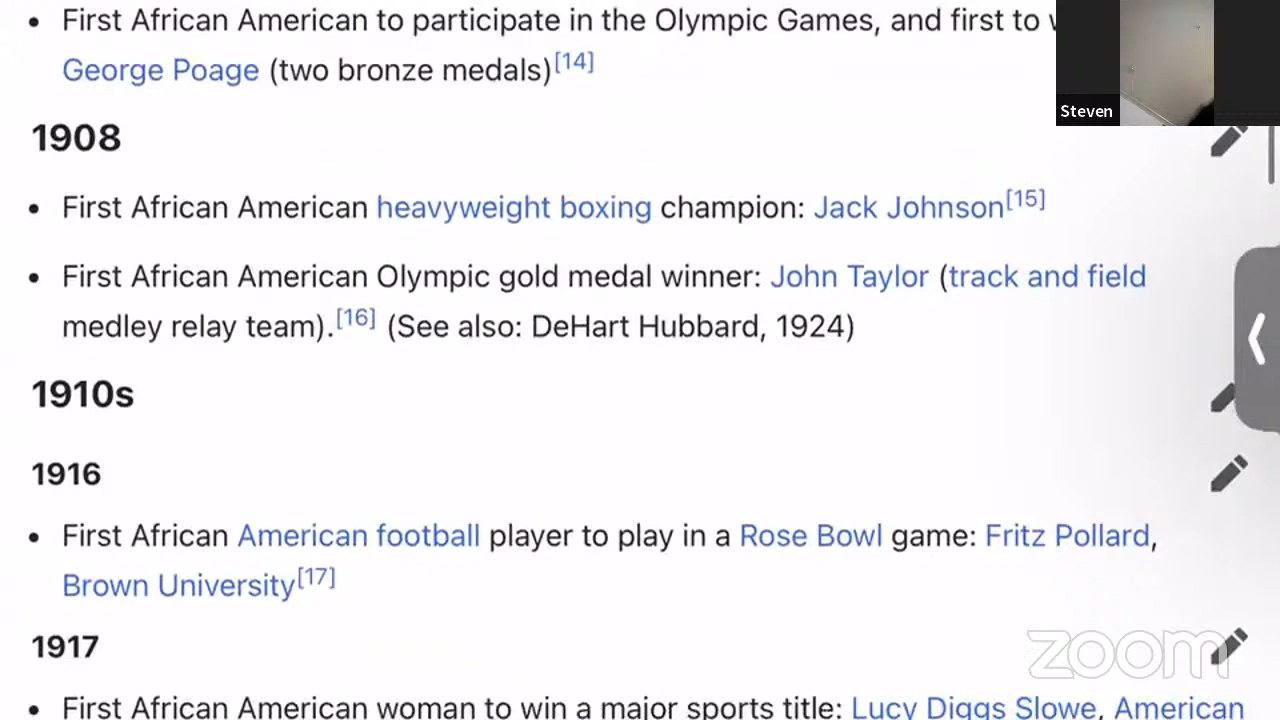 First African American to participate in the Olympic Games, and first to
Steven
George Poage (two bronze medals)[14]
1908
First African American heavyweight boxing champion: Jack Johnson[15]
First African American Olympic gold medal winner: John Taylor (track and field
medley relay team).[16] (See also: DeHart Hubbard, 1924)
1910s
1916
First African American football player to play in a Rose Bowl game: Fritz Pollard,
Brown University[17]
1917
zoom
First African American woman to win a major sports title: Lucy Diggs Slowe, American